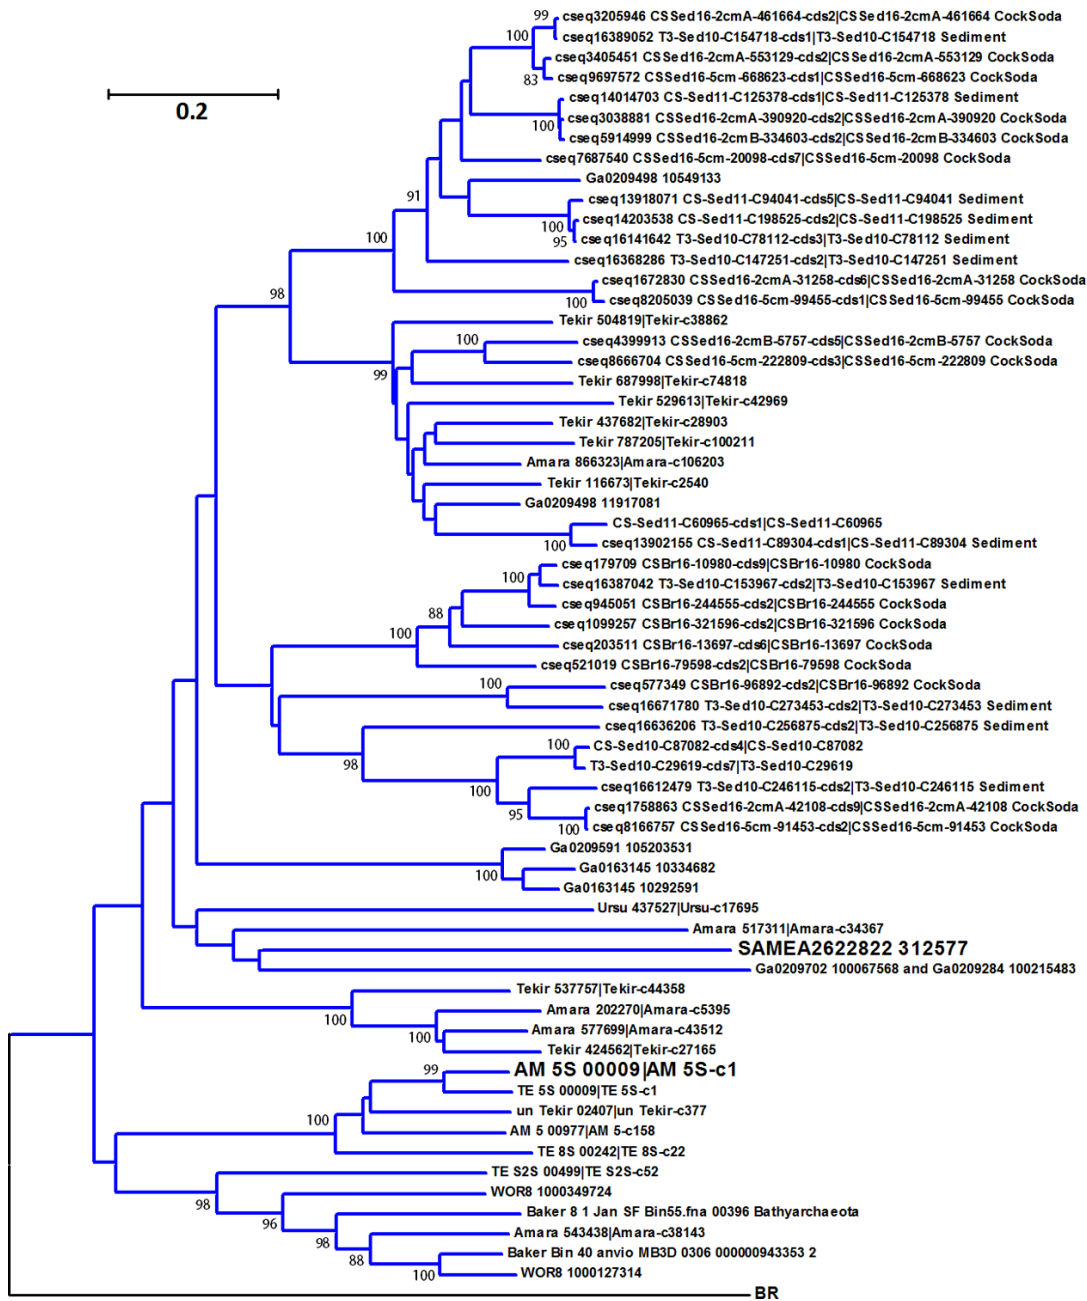 99 cseq3205946 CSSed16-2cmA-461664-cds2|CSSed16-2cmA-461664 CockSoda
100 cseq16389052 T3-Sed10-C154718-cds1|T3-Sed10-C154718 Sediment
cseq3405451 CSSed16-2cmA-553129-cds2|CSSed16-2cmA-553129 CockSoda
83 cseq9697572 CSSed16-5cm-668623-cds1|CSSed16-5cm-668623 CockSoda
0.2
cseq14014703 CS-Sed11-C125378-cds1|CS-Sed11-C125378 Sediment
cseq3038881 CSSed16-2cmA-390920-cds2|CSSed16-2cmA-390920 CockSoda
100 cseq5914999 CSSed16-2cmB-334603-cds2|CSSed16-2cmB-334603 CockSoda
cseq7687540 CSSed16-5cm-20098-cds7|CSSed16-5cm-20098 CockSoda
Ga0209498 10549133
91 cseq13918071 CS-Sed11-C94041-cds5|CS-Sed11-C94041 Sediment
100 cseq14203538 CS-Sed11-C198525-cds2|CS-Sed11-C198525 Sediment
100 95 cseq16141642 T3-Sed10-C78112-cds3|T3-Sed10-C78112 Sediment
cseq16368286 T3-Sed10-C147251-cds2|T3-Sed10-C147251 Sediment
cseq1672830 CSSed16-2cmA-31258-cds6|CSSed16-2cmA-31258 CockSoda
98 100 cseq8205039 CSSed16-5cm-99455-cds1|CSSed16-5cm-99455 CockSoda
Tekir 504819|Tekir-c38862
100 cseq4399913 CSSed16-2cmB-5757-cds5|CSSed16-2cmB-5757 CockSoda
cseq8666704 CSSed16-5cm-222809-cds3|CSSed16-5cm-222809 CockSoda
99 Tekir 687998|Tekir-c74818
Tekir 529613|Tekir-c42969
Tekir 437682|Tekir-c28903
Tekir 787205|Tekir-c100211
Amara 866323|Amara-c106203
Tekir 116673|Tekir-c2540
Ga0209498 11917081
CS-Sed11-C60965-cds1|CS-Sed11-C60965
100 cseq13902155 CS-Sed11-C89304-cds1|CS-Sed11-C89304 Sediment
cseq179709 CSBr16-10980-cds9|CSBr16-10980 CockSoda
100 cseq16387042 T3-Sed10-C153967-cds2|T3-Sed10-C153967 Sediment
cseq945051 CSBr16-244555-cds2|CSBr16-244555 CockSoda
88 cseq1099257 CSBr16-321596-cds2|CSBr16-321596 CockSoda
100 cseq203511 CSBr16-13697-cds6|CSBr16-13697 CockSoda
cseq521019 CSBr16-79598-cds2|CSBr16-79598 CockSoda
100 cseq577349 CSBr16-96892-cds2|CSBr16-96892 CockSoda
cseq16671780 T3-Sed10-C273453-cds2|T3-Sed10-C273453 Sediment
cseq16636206 T3-Sed10-C256875-cds2|T3-Sed10-C256875 Sediment
100 CS-Sed10-C87082-cds4|CS-Sed10-C87082
98 T3-Sed10-C29619-cds7|T3-Sed10-C29619
100 cseq16612479 T3-Sed10-C246115-cds2|T3-Sed10-C246115 Sediment
95 cseq1758863 CSSed16-2cmA-42108-cds9|CSSed16-2cmA-42108 CockSoda
100 cseq8166757 CSSed16-5cm-91453-cds2|CSSed16-5cm-91453 CockSoda
Ga0209591 105203531
100 Ga0163145 10334682
Ga0163145 10292591
Ursu 437527|Ursu-c17695
Amara 517311|Amara-c34367
SAMEA2622822 312577
Ga0209702 100067568 and Ga0209284 100215483
Tekir 537757|Tekir-c44358
100 Amara 202270|Amara-c5395
100 Amara 577699|Amara-c43512
Tekir 424562|Tekir-c27165
99 AM 5S 00009|AM 5S-c1
TE 5S 00009|TE 5S-c1
100 un Tekir 02407|un Tekir-c377
AM 5 00977|AM 5-c158
TE 8S 00242|TE 8S-c22
TE S2S 00499|TE S2S-c52
98 WOR8 1000349724
96 Baker 8 1 Jan SF Bin55.fna 00396 Bathyarchaeota
98 Amara 543438|Amara-c38143
88 Baker Bin 40 anvio MB3D 0306 000000943353 2
100 WOR8 1000127314
BR